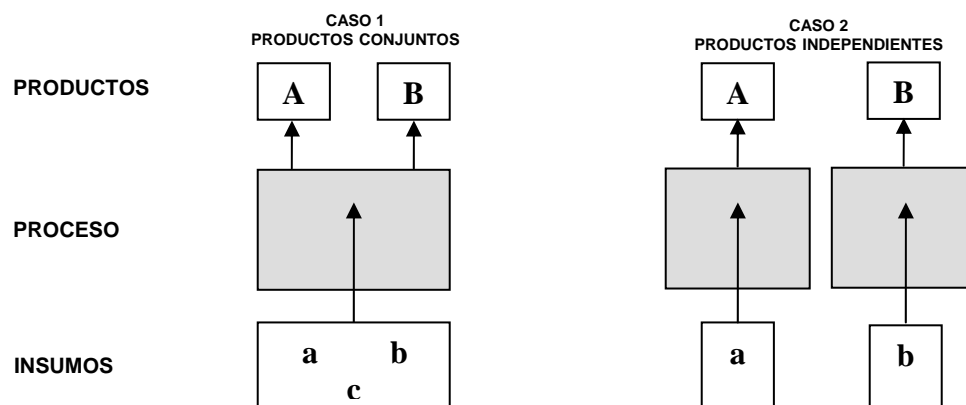 CASO 1
PRODUCTOS CONJUNTOS
CASO 2
PRODUCTOS INDEPENDIENTES
PRODUCTOS
A B A B
PROCESO
INSUMOS
a b a b
c